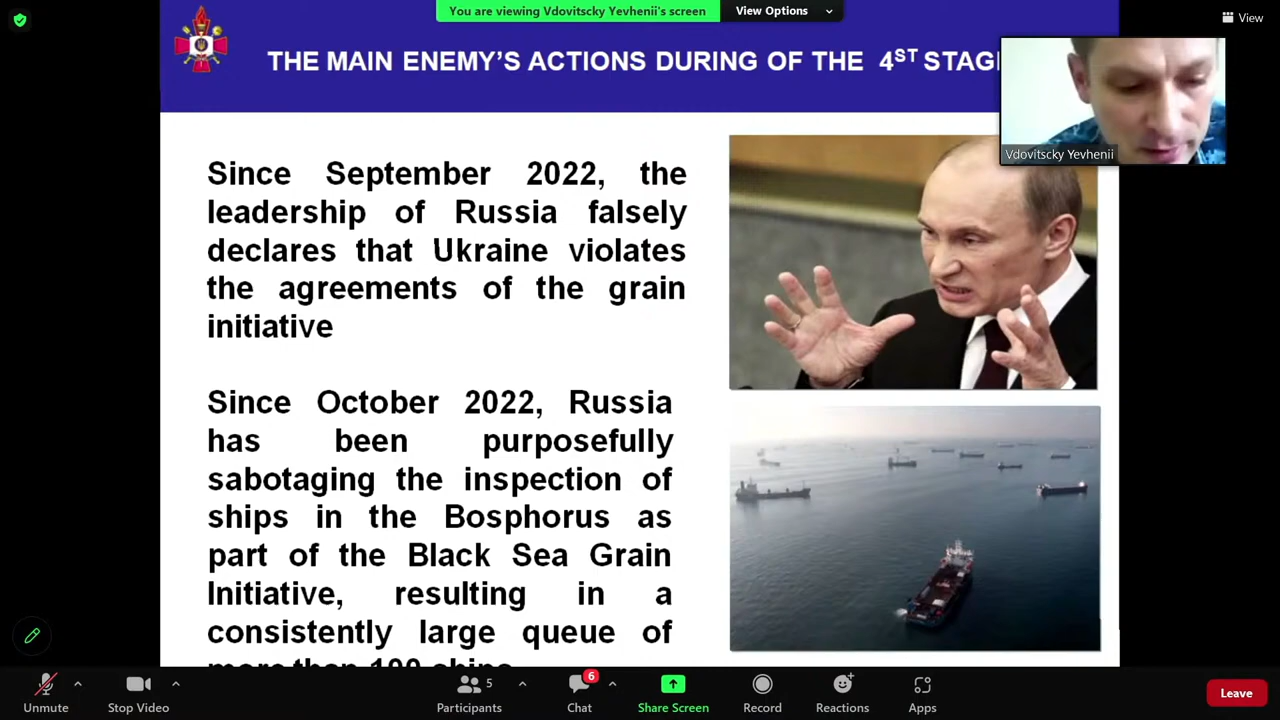 You are viewing Vdovitscky Yevhenii's screen
View Options
View
THE MAIN ENEMY'S ACTIONS DURING OF THE 4ST STAG
Vdovitscky Yevhenii
Since September 2022, the
leadership of Russia falsely
declares that Ukraine violates
the agreements of the grain
initiative
Since October 2022, Russia
has been purposefully
sabotaging the inspection of
ships in the Bosphorus as
part of the Black Sea Grain
Initiative, resulting in a
consistently large queue of
more than 100 ships
Unmute
Stop Video
5
Participants
6
Chat
Share Screen
Record
Reactions
Apps
Leave